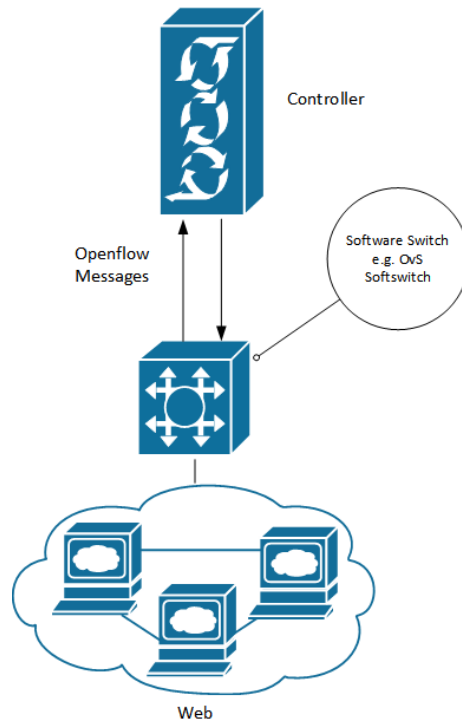 Controller
Openflow
Messages
Software Switch
e.g. OvS
Softswitch
Web